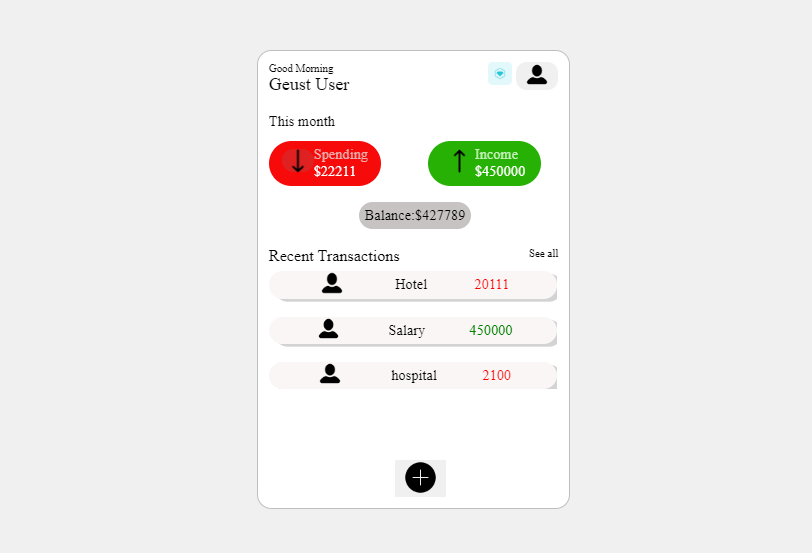 Good Morning
Geust User
This month
Spending
$22211
Income
$450000
Balance:$427789
Recent Transactions
See all
Hotel 20111
Salary 450000
hospital 2100